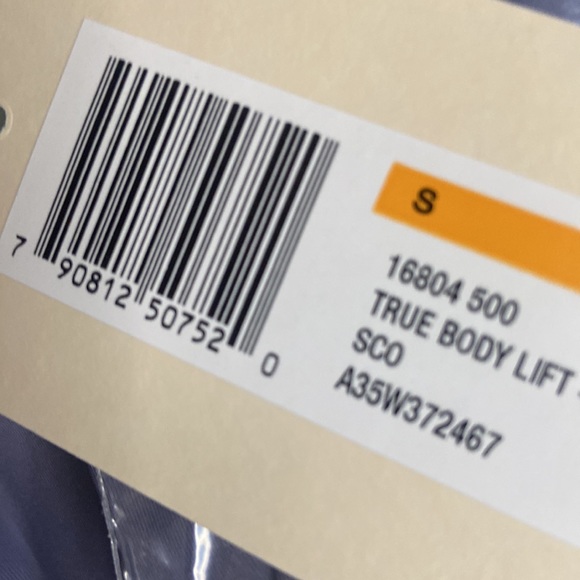 7 90812 50752 0
S
16804 500
TRUE BODY LIFT
SCO
A35W372467